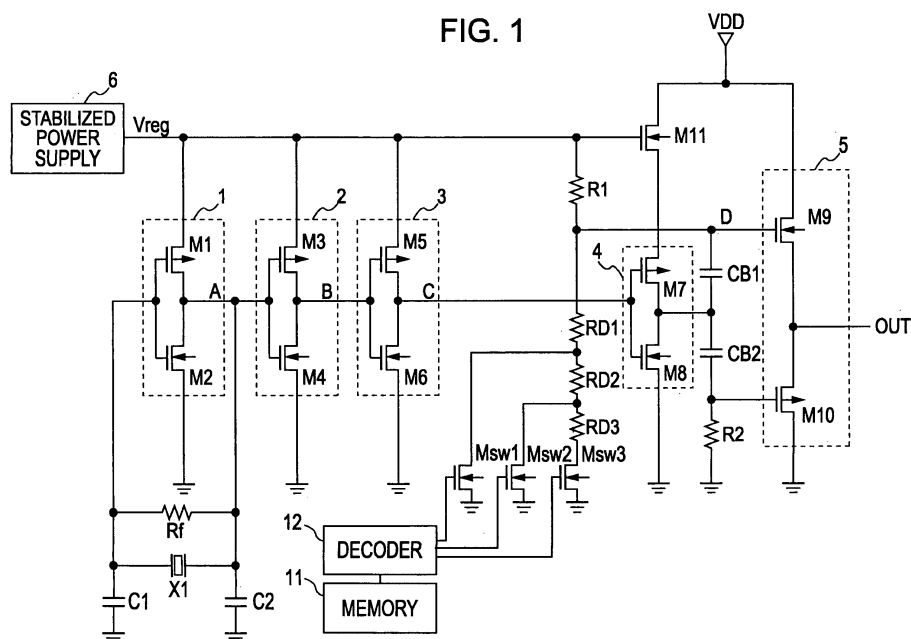 FIG. 1
VDD
6
STABILIZED
POWER
SUPPLY
Vreg
M11
5
R1
1
2
3
D
M9
M1
M3
M5
4
M7
CB1
A
B
C
OUT
RD1
CB2
M2
M4
M6
M8
RD2
M10
R2
RD3
Msw1
Msw2
Msw3
Rf
12
DECODER
X1
11
MEMORY
C1
C2